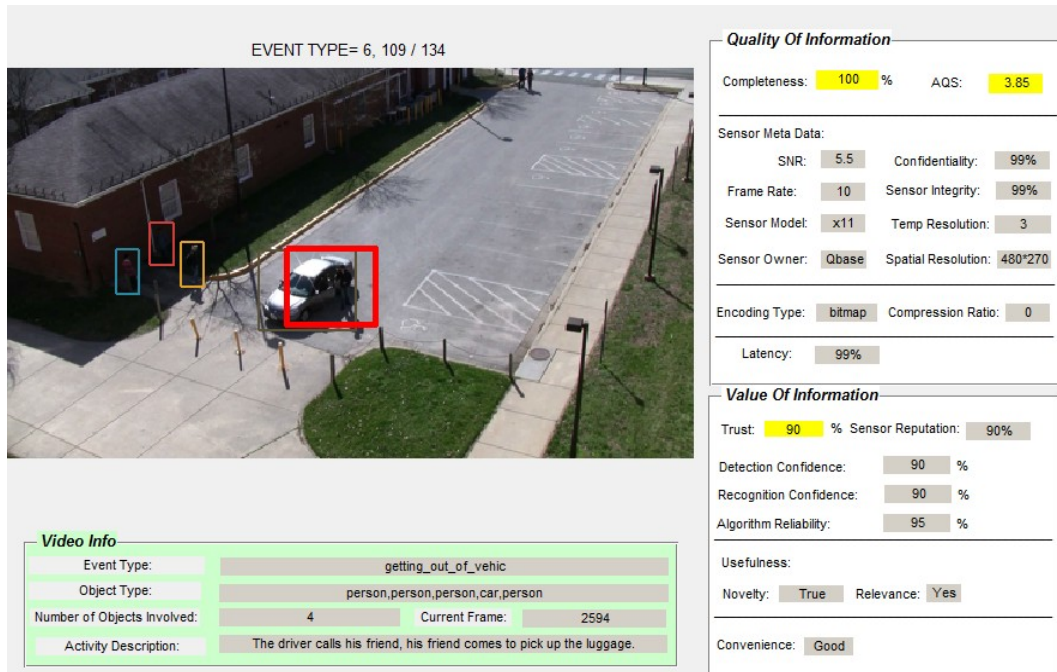 EVENT TYPE= 6, 109 / 134
Quality Of Information
Completeness: 100 % AQS: 3.85
Sensor Meta Data:
SNR: 5.5 Confidentiality: 99%
Frame Rate: 10 Sensor Integrity: 99%
Sensor Model: x11 Temp Resolution: 3
Sensor Owner: Qbase Spatial Resolution: 480*270
Encoding Type: bitmap Compression Ratio: 0
Latency: 99%
Value Of Information
Trust: 90 % Sensor Reputation: 90%
Detection Confidence: 90 %
Recognition Confidence: 90 %
Algorithm Reliability: 95 %
Usefulness:
Novelty: True Relevance: Yes
Convenience: Good
Video Info
Event Type: getting_out_of_vehic
Object Type: person,person,person,car,person
Number of Objects Involved: 4 Current Frame: 2594
Activity Description: The driver calls his friend, his friend comes to pick up the luggage.